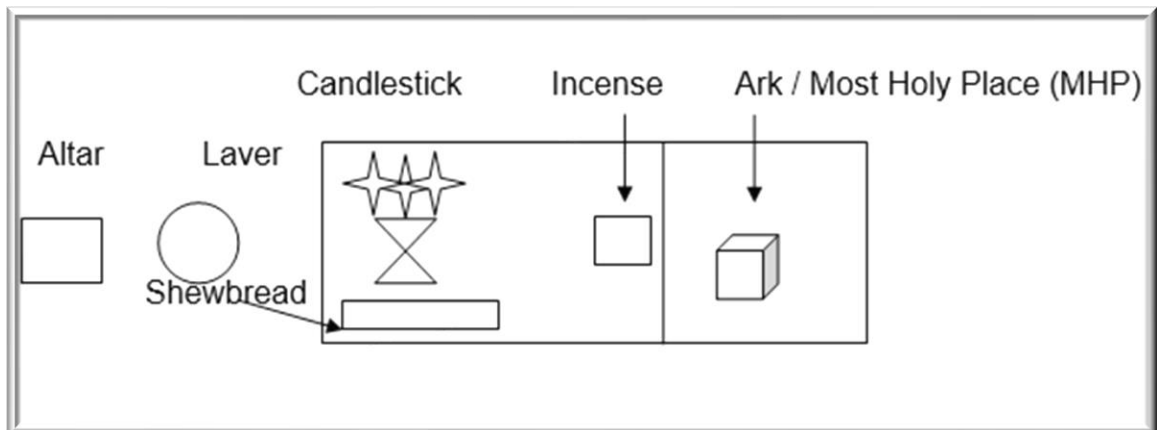 Candlestick
Incense
Ark / Most Holy Place (MHP)
Altar
Laver
Shewbread